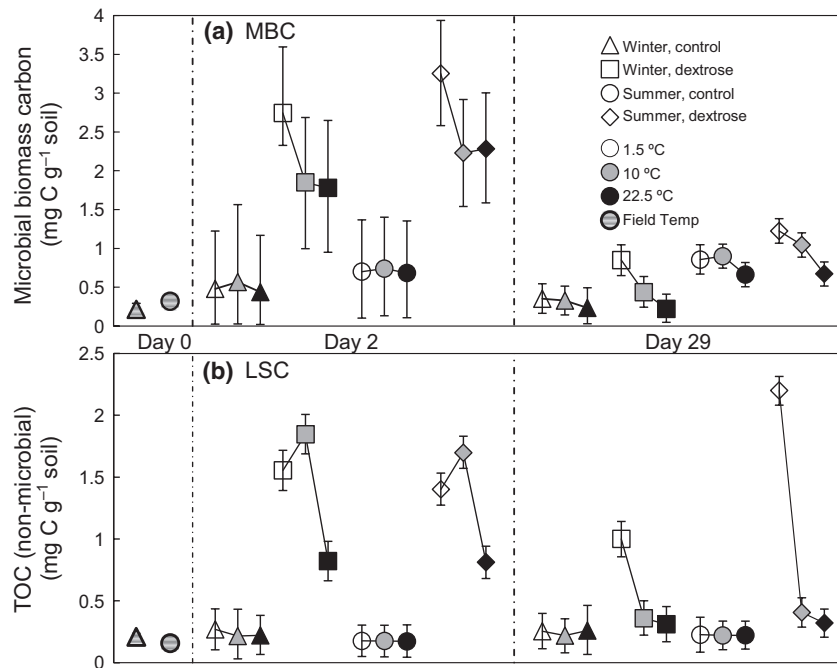 4
3.5
3
2.5
2
1.5
1
0.5
0
Microbial biomass carbon
(mg C g⁻¹ soil)
(a) MBC
Winter, control
Winter, dextrose
Summer, control
Summer, dextrose
1.5 ºC
10 ºC
22.5 ºC
Field Temp
Day 0
Day 2
Day 29
2.5
2
1.5
1
0.5
0
TOC (non-microbial)
(mg C g⁻¹ soil)
(b) LSC